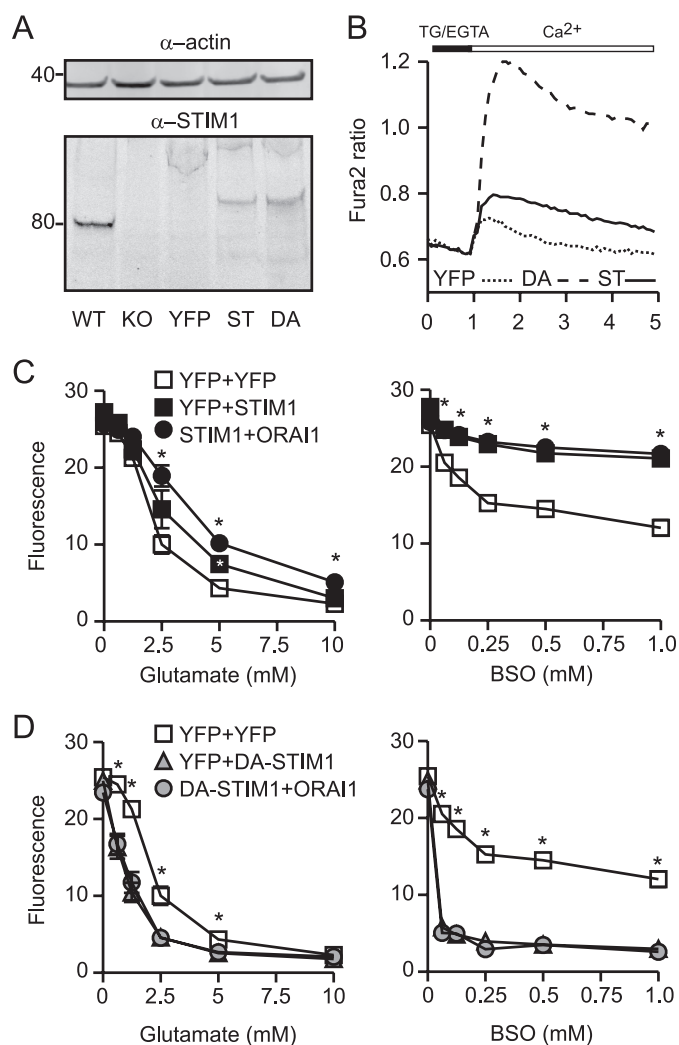 A
α–actin
40
α–STIM1
80
WT KO YFP ST DA
B
TG/EGTA Ca2+
1.2
1.0
0.8
0.6
Fura2 ratio
YFP DA ST
0 1 2 3 4 5
C
YFP+YFP
YFP+STIM1
STIM1+ORAI1
30
20
10
0
Fluorescence
* * *
*
0 2.5 5 7.5 10
Glutamate (mM)
30
20
10
0
* * * * *
0 0.25 0.5 0.75 1.0
BSO (mM)
D
YFP+YFP
YFP+DA-STIM1
DA-STIM1+ORAI1
30
20
10
0
Fluorescence
* * * *
0 2.5 5 7.5 10
Glutamate (mM)
30
20
10
0
* * * * *
0 0.25 0.5 0.75 1.0
BSO (mM)